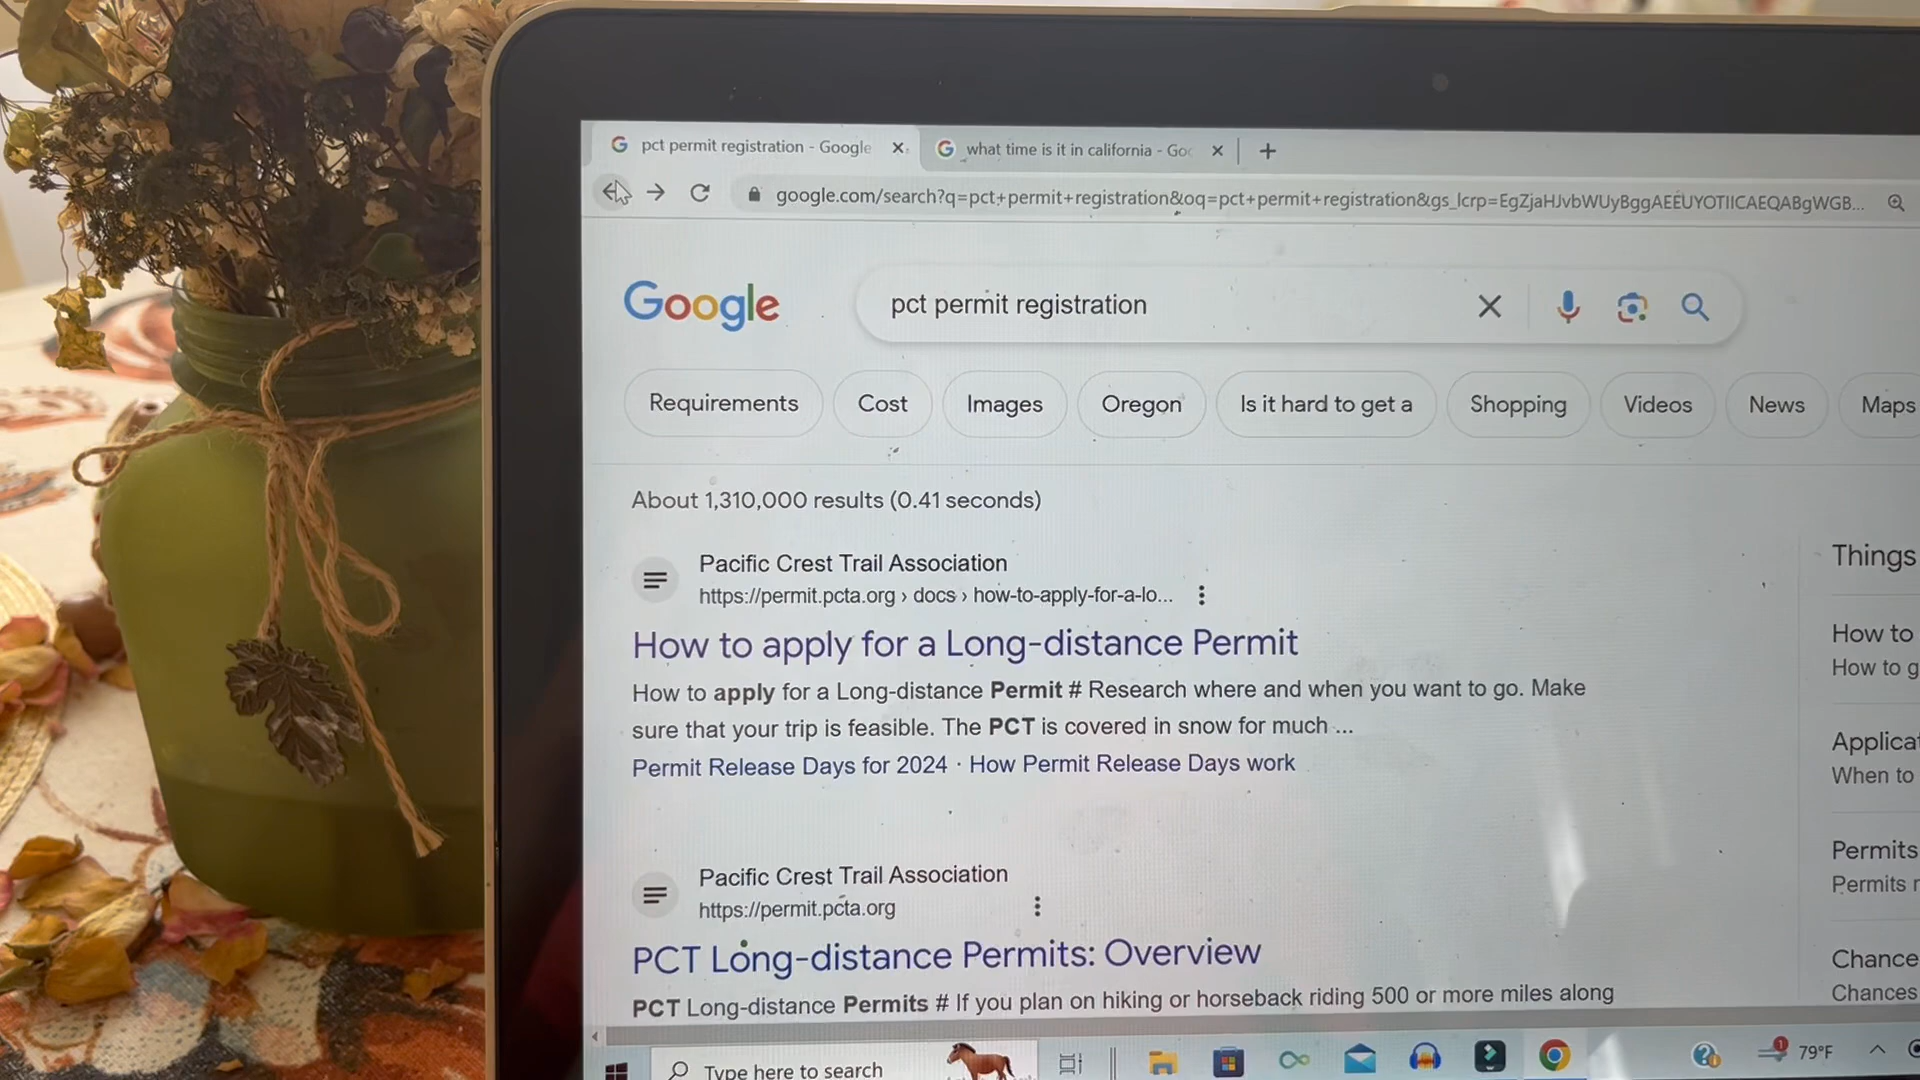 pct permit registration - Google
what time is it in california - Goo
google.com/search?q=pct+permit+registration&oq=pct+permit+registration&gs_lcrp=EgZjaHJvbWUyBggAEEUYOTIICAEQABgWGB...
Google
pct permit registration
Requirements
Cost
Images
Oregon
Is it hard to get a
Shopping
Videos
News
Maps
About 1,310,000 results (0.41 seconds)
Pacific Crest Trail Association
https://permit.pcta.org › docs › how-to-apply-for-a-lo...
How to apply for a Long-distance Permit
How to apply for a Long-distance Permit # Research where and when you want to go. Make
sure that your trip is feasible. The PCT is covered in snow for much ...
Permit Release Days for 2024 · How Permit Release Days work
Pacific Crest Trail Association
https://permit.pcta.org
PCT Long-distance Permits: Overview
PCT Long-distance Permits # If you plan on hiking or horseback riding 500 or more miles along
Things
How to
How to g
Applicat
When to
Permits
Permits r
Chance
Chances
Type here to search
1
79°F